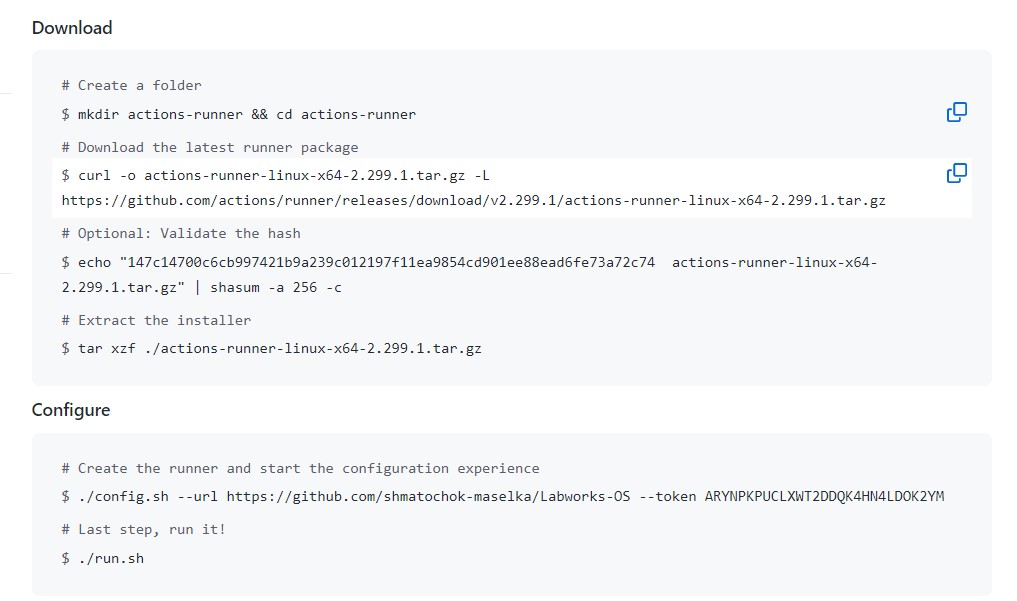 Download
# Create a folder
$ mkdir actions-runner && cd actions-runner
# Download the latest runner package
$ curl -o actions-runner-linux-x64-2.299.1.tar.gz -L
https://github.com/actions/runner/releases/download/v2.299.1/actions-runner-linux-x64-2.299.1.tar.gz
# Optional: Validate the hash
$ echo "147c14700c6cb997421b9a239c012197f11ea9854cd901ee88ead6fe73a72c74  actions-runner-linux-x64-
2.299.1.tar.gz" | shasum -a 256 -c
# Extract the installer
$ tar xzf ./actions-runner-linux-x64-2.299.1.tar.gz
Configure
# Create the runner and start the configuration experience
$ ./config.sh --url https://github.com/shmatochok-maselka/Labworks-OS --token ARYNPKPUCLXWT2DDQK4HN4LDOK2YM
# Last step, run it!
$ ./run.sh